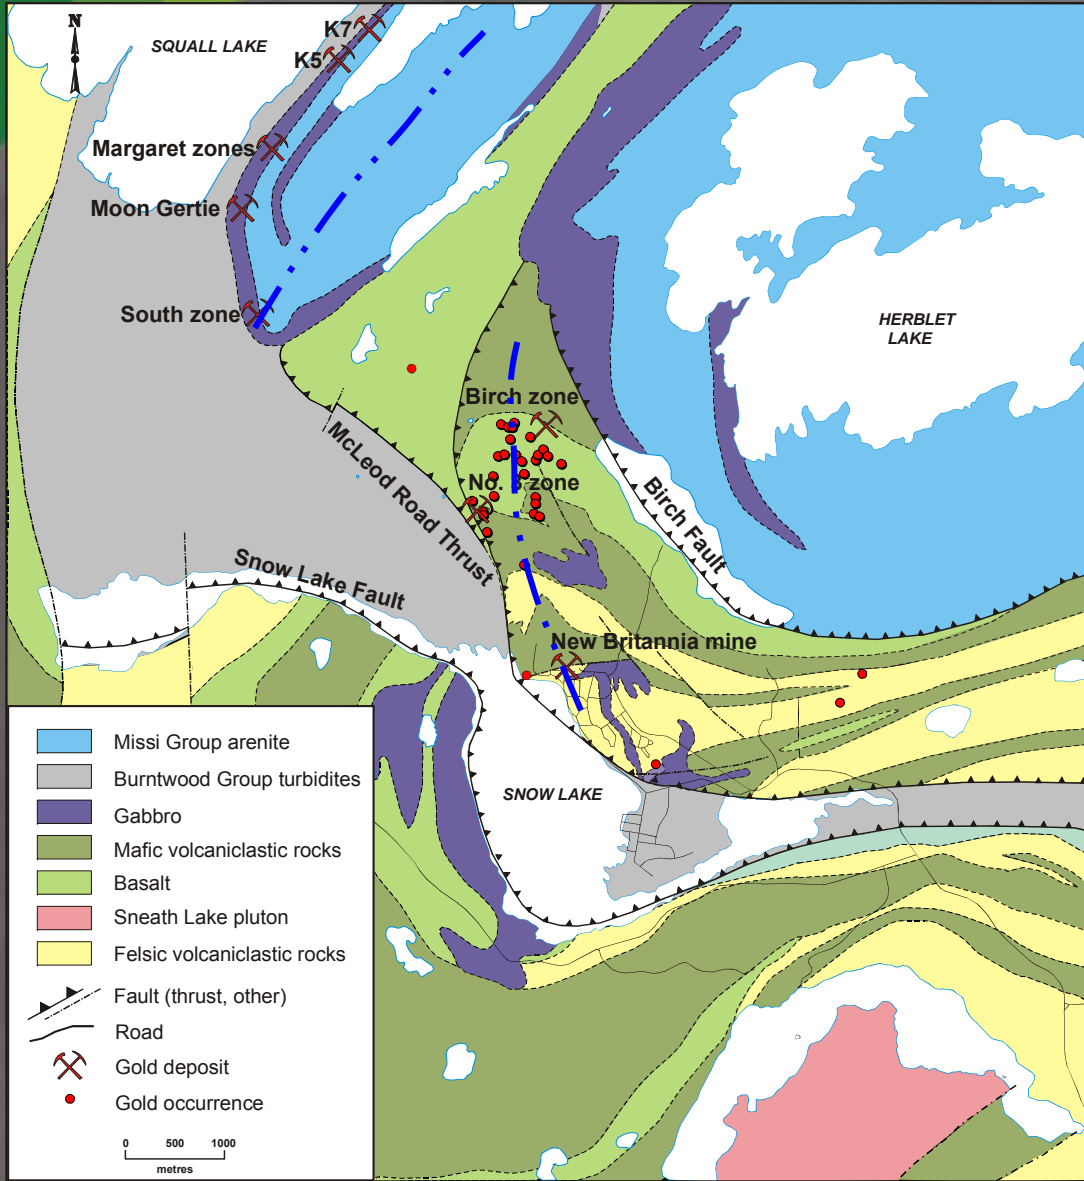 N
SQUALL LAKE
K7
K5
Margaret zones
Moon Gertie
South zone
HERBLET
LAKE
Birch zone
No. 3 zone
McLeod Road Thrust
Birch Fault
Snow Lake Fault
New Britannia mine
SNOW LAKE
Missi Group arenite
Burntwood Group turbidites
Gabbro
Mafic volcaniclastic rocks
Basalt
Sneath Lake pluton
Felsic volcaniclastic rocks
Fault (thrust, other)
Road
Gold deposit
Gold occurrence
0 500 1000
metres